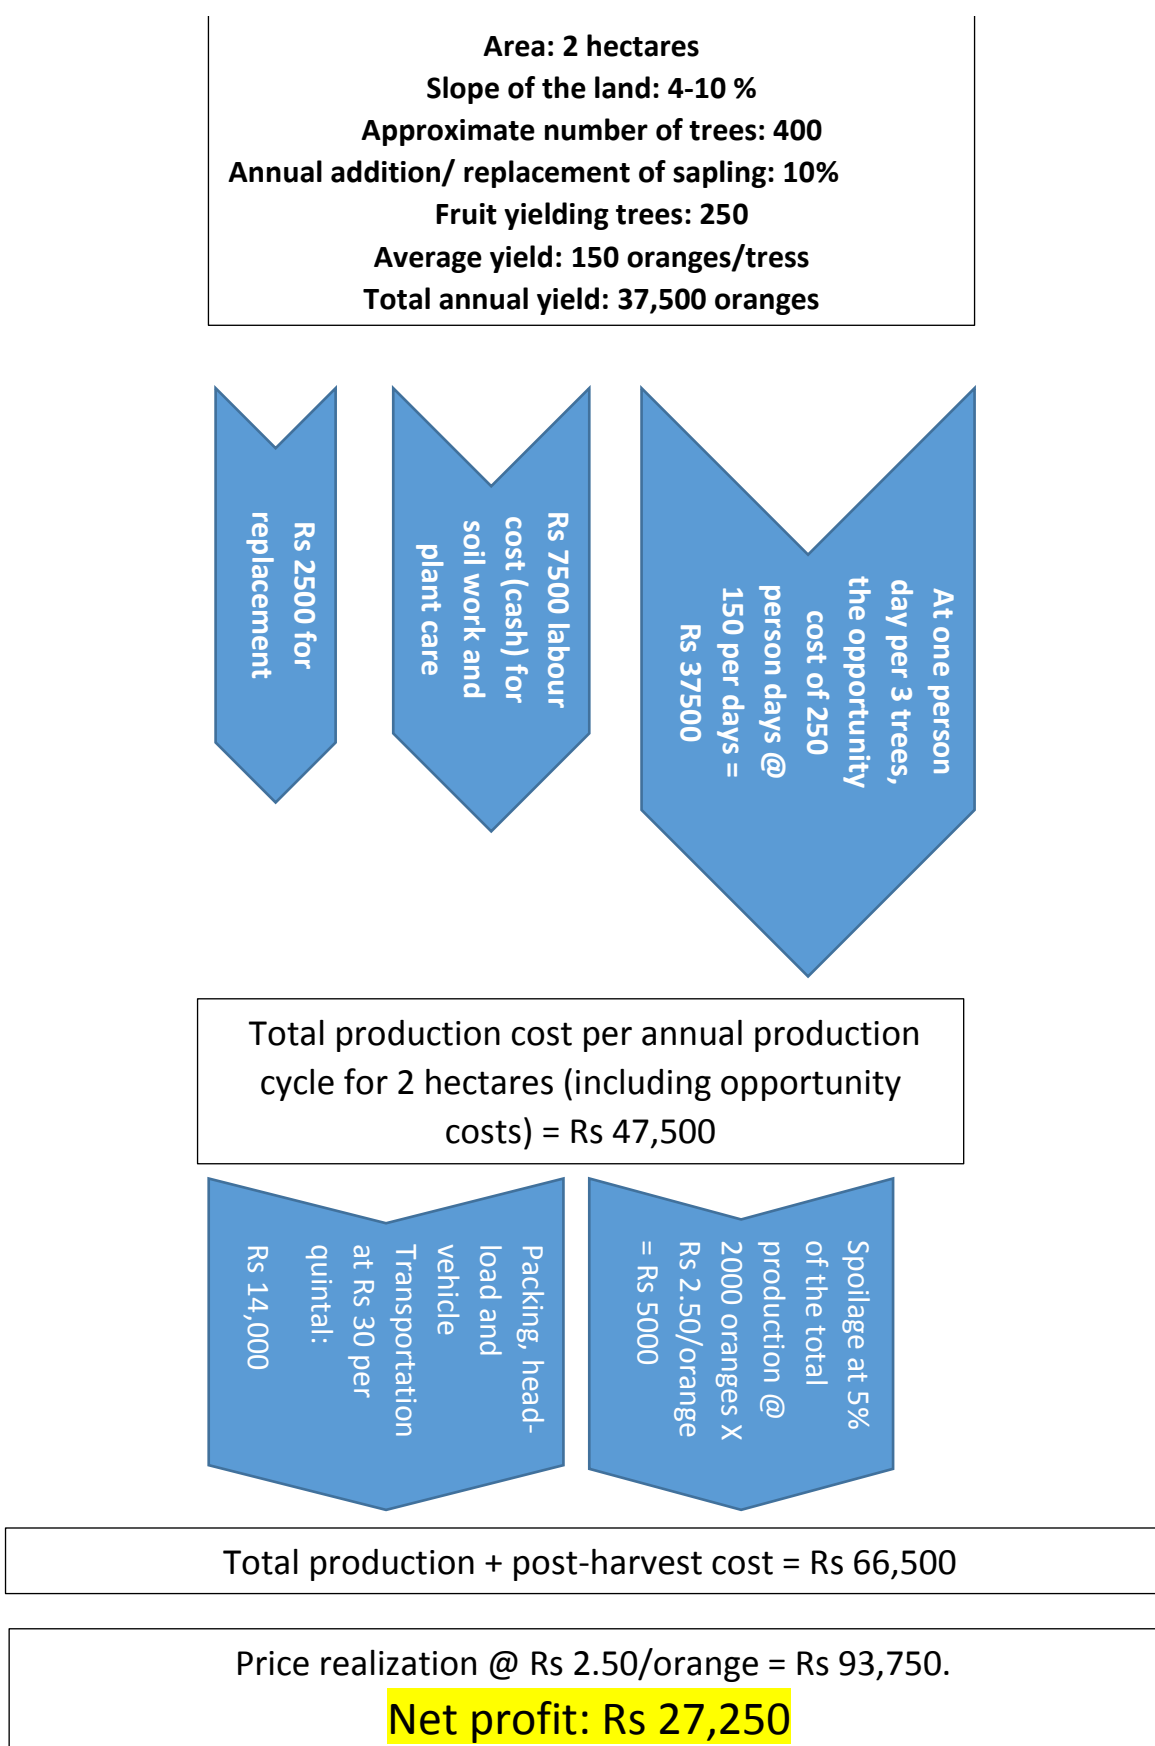 Area: 2 hectares
Slope of the land: 4-10 %
Approximate number of trees: 400
Annual addition/ replacement of sapling: 10%
Fruit yielding trees: 250
Average yield: 150 oranges/tress
Total annual yield: 37,500 oranges
Rs 2500 for
replacement
Rs 7500 labour
cost (cash) for
soil work and
plant care
At one person
day per 3 trees,
the opportunity
cost of 250
person days @
150 per days =
Rs 37500
Total production cost per annual production
cycle for 2 hectares (including opportunity
costs) = Rs 47,500
Packing, head-
load and
vehicle
Transportation
at Rs 30 per
quintal:
Rs 14,000
Spoilage at 5%
of the total
production @
2000 oranges X
Rs 2.50/orange
= Rs 5000
Total production + post-harvest cost = Rs 66,500
Price realization @ Rs 2.50/orange = Rs 93,750.
Net profit: Rs 27,250